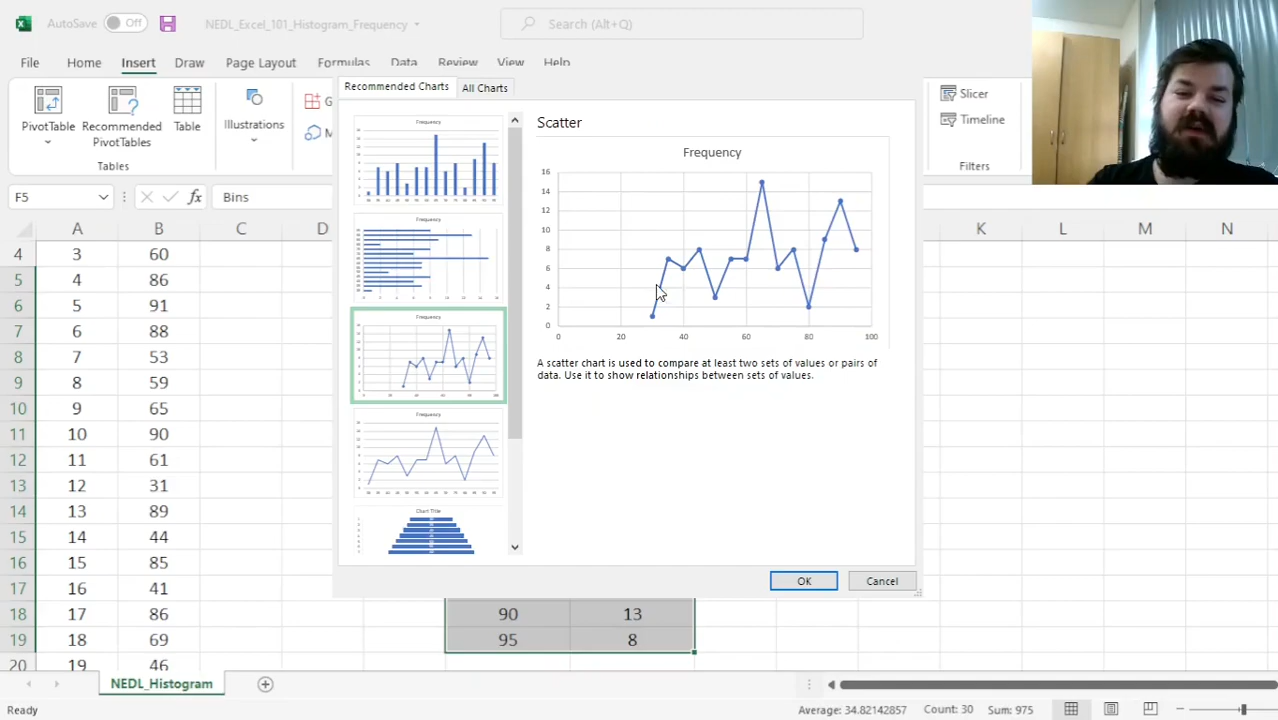 AutoSave Off NEDL_Excel_101_Histogram_Frequency Search (Alt+Q)
File Home Insert Draw Page Layout Formulas Data Review View Help
PivotTable Recommended PivotTables Table Illustrations
Tables
Slicer
Timeline
Filters
Recommended Charts All Charts
F5 fx Bins
A B C D K L M N
4 3 60
5 4 86
6 5 91
7 6 88
8 7 53
9 8 59
10 9 65
11 10 90
12 11 61
13 12 31
14 13 89
15 14 44
16 15 85
17 16 41
18 17 86 90 13
19 18 69 95 8
20 19 46
Frequency
Frequency
Frequency
Frequency
Chart Title
Scatter
Frequency
16
14
12
10
8
6
4
2
0
0 20 40 60 80 100
A scatter chart is used to compare at least two sets of values or pairs of
data. Use it to show relationships between sets of values.
OK Cancel
NEDL_Histogram
Ready Average: 34.82142857 Count: 30 Sum: 975